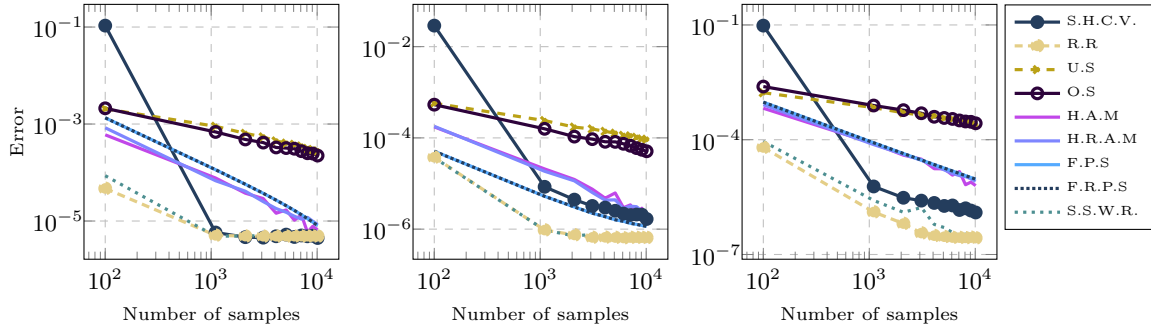 Error
10^-1
10^-3
10^-5
10^2
10^3
10^4
Number of samples
10^-2
10^-4
10^-6
10^2
10^3
10^4
Number of samples
10^-1
10^-4
10^-7
10^2
10^3
10^4
Number of samples
S.H.C.V.
R.R
U.S
O.S
H.A.M
H.R.A.M
F.P.S
F.R.P.S
S.S.W.R.